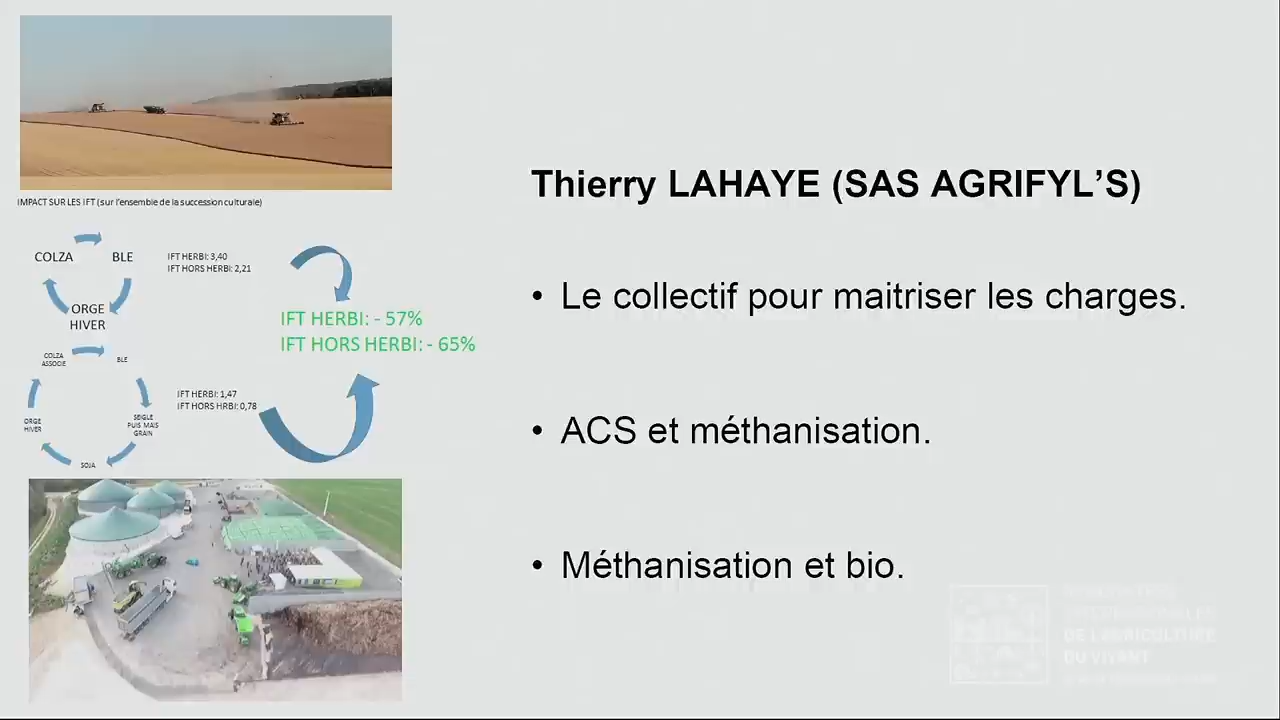 IMPACT SUR LES IFT (sur l'ensemble de la succession culturale)
COLZA
BLE
ORGE
HIVER
IFT HERBI: 3,40
IFT HORS HERBI: 2,21
IFT HERBI: - 57%
IFT HORS HERBI: - 65%
COLZA
ASSOCIE
BLE
SEIGLE
PUIS MAIS
GRAIN
SOJA
ORGE
HIVER
IFT HERBI: 1,47
IFT HORS HRBI: 0,78
Thierry LAHAYE (SAS AGRIFYL'S)
• Le collectif pour maitriser les charges.
• ACS et méthanisation.
• Méthanisation et bio.
DE L'AGRICULTURE
DU VIVANT